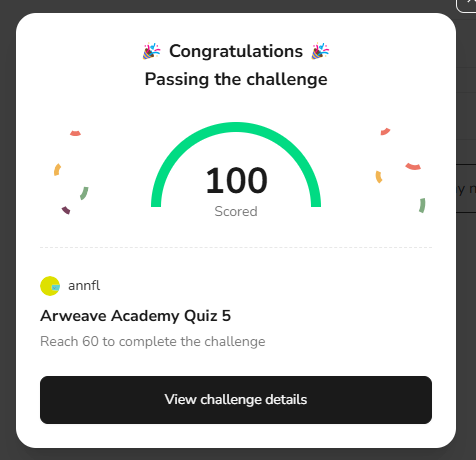 🎉 Congratulations 🎉
Passing the challenge
100
Scored
annfl
Arweave Academy Quiz 5
Reach 60 to complete the challenge
View challenge details